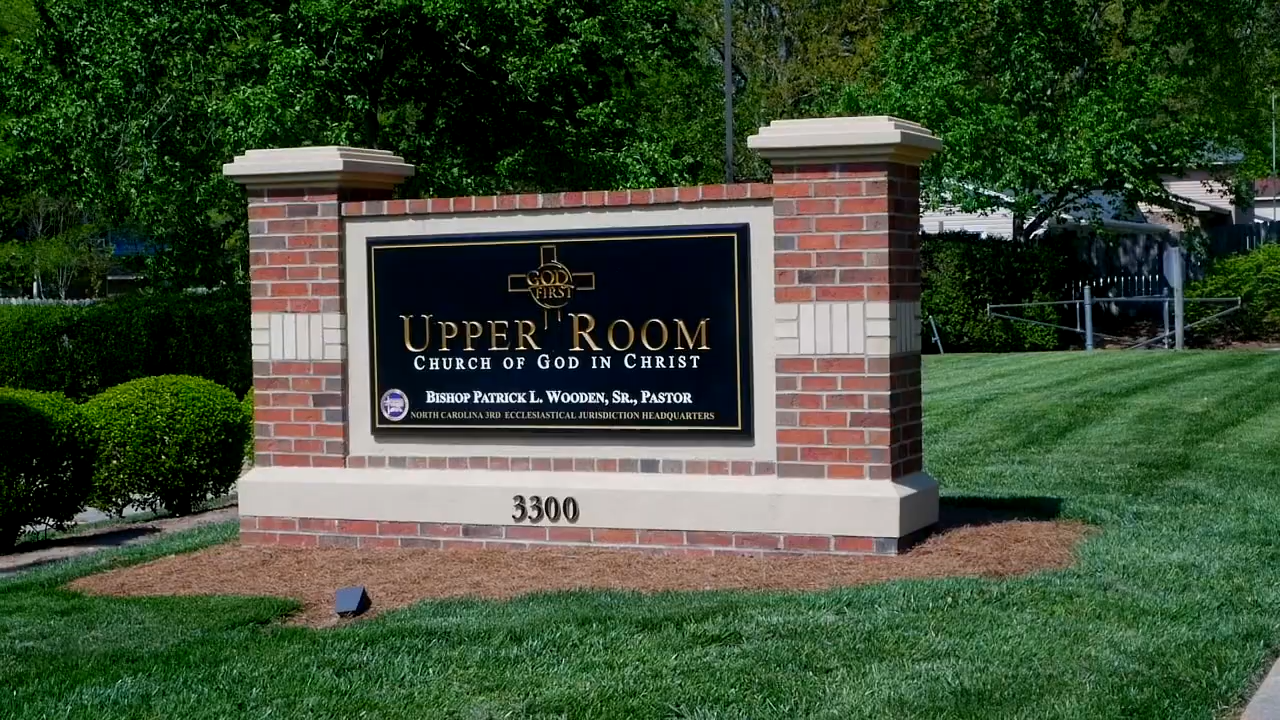 GOD
FIRST
UPPER ROOM
CHURCH OF GOD IN CHRIST
BISHOP PATRICK L. WOODEN, SR., PASTOR
NORTH CAROLINA 3RD ECCLESIASTICAL JURISDICTION HEADQUARTERS
3300